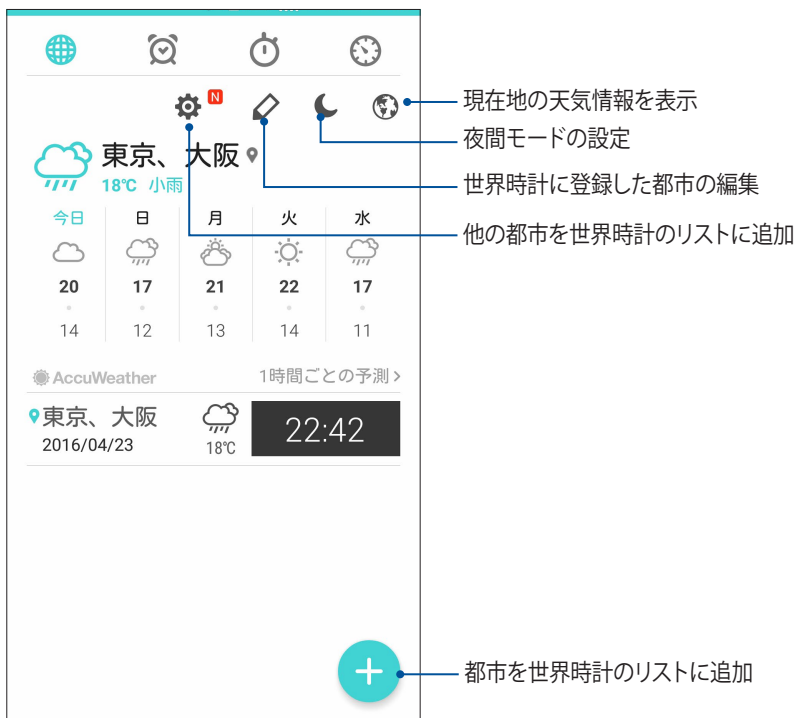 N
現在地の天気情報を表示
夜間モードの設定
東京、大阪
18℃ 小雨
世界時計に登録した都市の編集
他の都市を世界時計のリストに追加
今日 日 月 火 水
20 17 21 22 17
14 12 13 14 11
AccuWeather 1時間ごとの予測 >
東京、大阪
2016/04/23
18℃
22:42
都市を世界時計のリストに追加